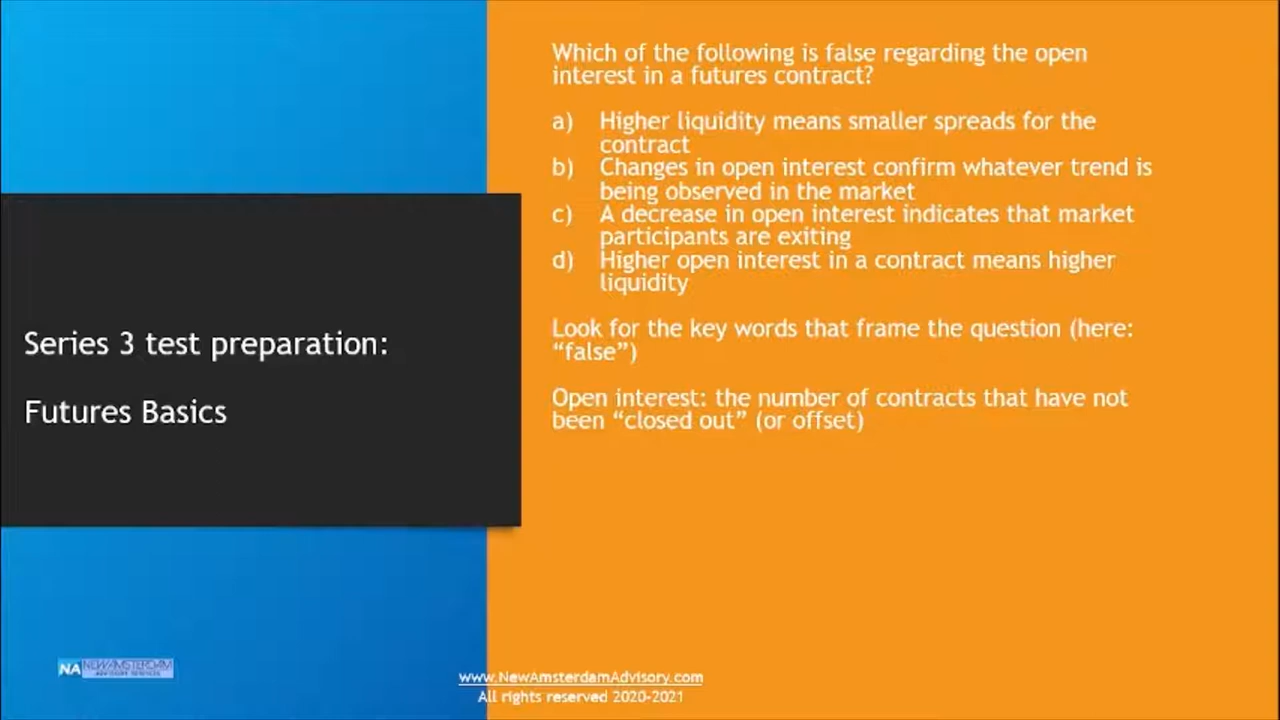 Which of the following is false regarding the open
interest in a futures contract?
a) Higher liquidity means smaller spreads for the
contract
b) Changes in open interest confirm whatever trend is
being observed in the market
c) A decrease in open interest indicates that market
participants are exiting
d) Higher open interest in a contract means higher
liquidity
Look for the key words that frame the question (here:
“false”)
Open interest: the number of contracts that have not
been “closed out” (or offset)
Series 3 test preparation:
Futures Basics
NA NEWAMSTERDAM
ADVISORY SERVICES
www.NewAmsterdamAdvisory.com
All rights reserved 2020-2021